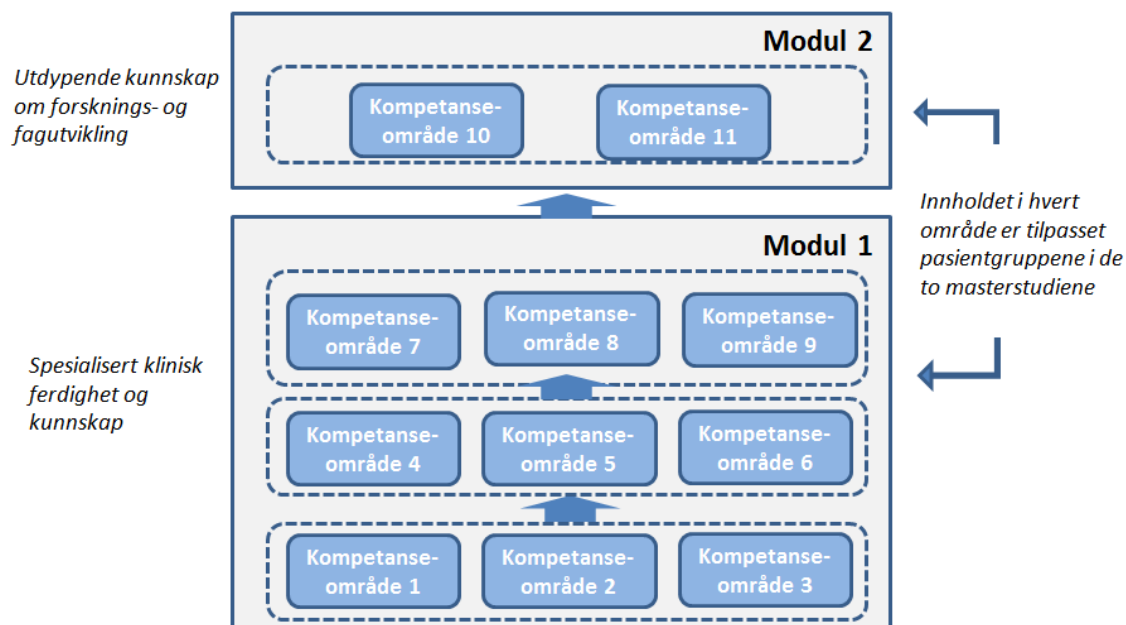 Modul 2
Utdypende kunnskap
om forsknings- og
fagutvikling
Kompetanse-
område 10
Kompetanse-
område 11
Innholdet i hvert
område er tilpasset
pasientgruppene i de
to masterstudiene
Modul 1
Kompetanse-
område 7
Kompetanse-
område 8
Kompetanse-
område 9
Spesialisert klinisk
ferdighet og
kunnskap
Kompetanse-
område 4
Kompetanse-
område 5
Kompetanse-
område 6
Kompetanse-
område 1
Kompetanse-
område 2
Kompetanse-
område 3